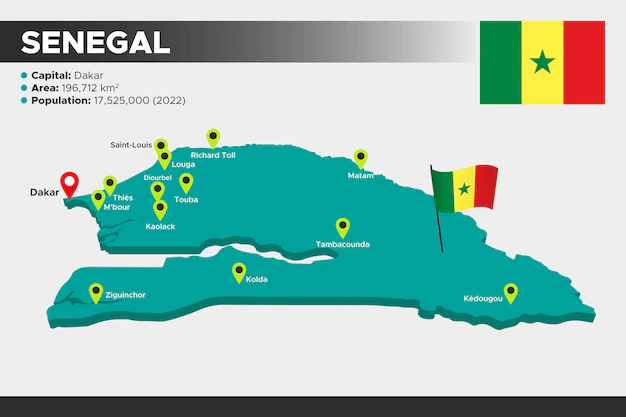 SENEGAL
Capital: Dakar
Area: 196,712 km²
Population: 17,525,000 (2022)
Saint-Louis
Richard Toll
Louga
Matam
Diourbel
Dakar
Thiès
Touba
M'bour
Kaolack
Tambacounda
Kolda
Ziguinchor
Kédougou